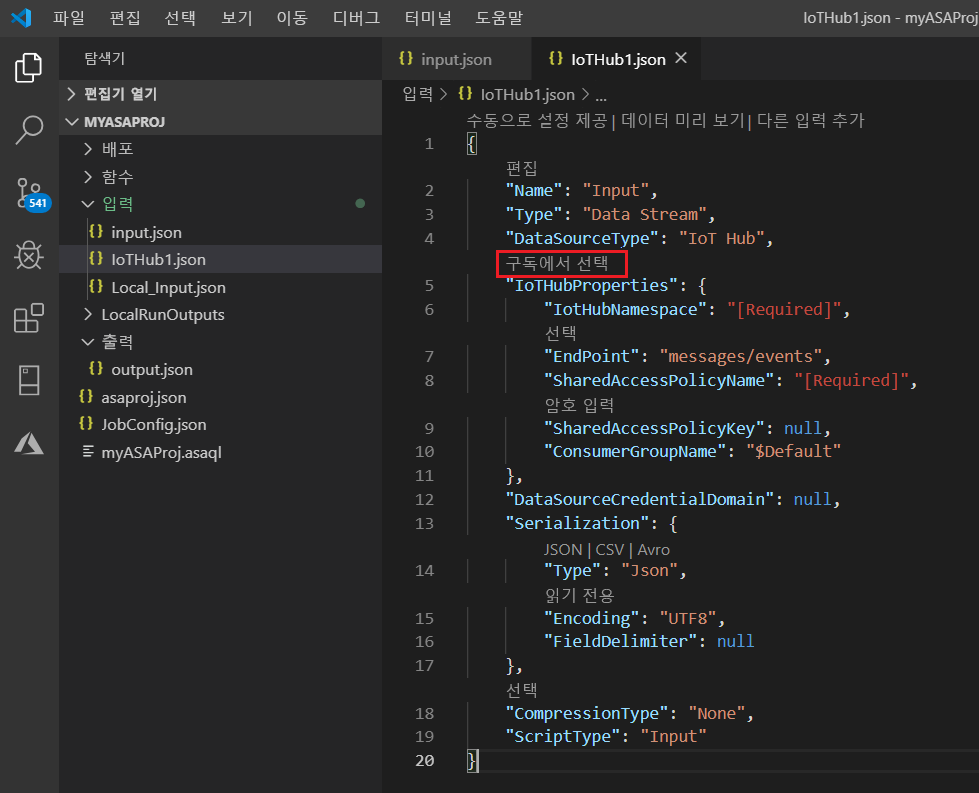 파일 편집 선택 보기 이동 디버그 터미널 도움말 IoTHub1.json - myASAProj
탐색기
편집기 열기
MYASAPROJ
배포
함수
입력
{} input.json
{} IoTHub1.json
{} Local_Input.json
LocalRunOutputs
출력
{} output.json
{} asaproj.json
{} JobConfig.json
myASAProj.asaql
541
{} input.json {} IoTHub1.json ×
입력 > {} IoTHub1.json > ...
수동으로 설정 제공 | 데이터 미리 보기 | 다른 입력 추가
1 {
편집
2 "Name": "Input",
3 "Type": "Data Stream",
4 "DataSourceType": "IoT Hub",
구독에서 선택
5 "IoTHubProperties": {
6 "IotHubNamespace": "[Required]",
선택
7 "EndPoint": "messages/events",
8 "SharedAccessPolicyName": "[Required]",
암호 입력
9 "SharedAccessPolicyKey": null,
10 "ConsumerGroupName": "$Default"
11 },
12 "DataSourceCredentialDomain": null,
13 "Serialization": {
JSON | CSV | Avro
14 "Type": "Json",
읽기 전용
15 "Encoding": "UTF8",
16 "FieldDelimiter": null
17 },
선택
18 "CompressionType": "None",
19 "ScriptType": "Input"
20 }